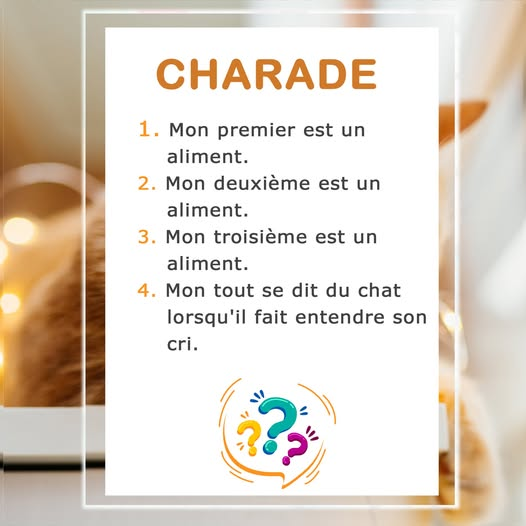 CHARADE
1. Mon premier est un
aliment.
2. Mon deuxième est un
aliment.
3. Mon troisième est un
aliment.
4. Mon tout se dit du chat
lorsqu'il fait entendre son
cri.